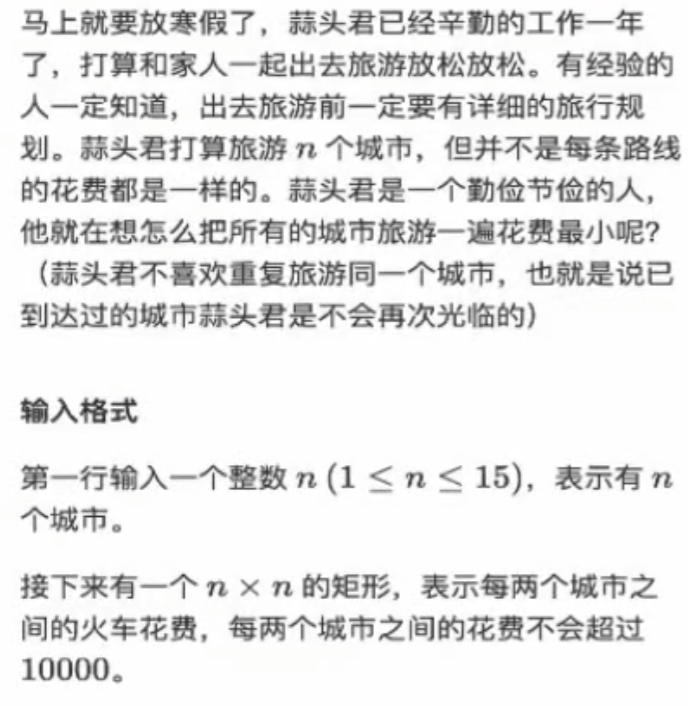 马上就要放寒假了，蒜头君已经辛勤的工作一年
了，打算和家人一起出去旅游放松放松。有经验的
人一定知道，出去旅游前一定要有详细的旅行规
划。蒜头君打算旅游 n 个城市，但并不是每条路线
的花费都是一样的。蒜头君是一个勤俭节俭的人，
他就在想怎么把所有的城市旅游一遍花费最小呢？
（蒜头君不喜欢重复旅游同一个城市，也就是说已
到达过的城市蒜头君是不会再次光临的）
输入格式
第一行输入一个整数 n (1 ≤ n ≤ 15)，表示有 n
个城市。
接下来有一个 n × n 的矩形，表示每两个城市之
间的火车花费，每两个城市之间的花费不会超过
10000。